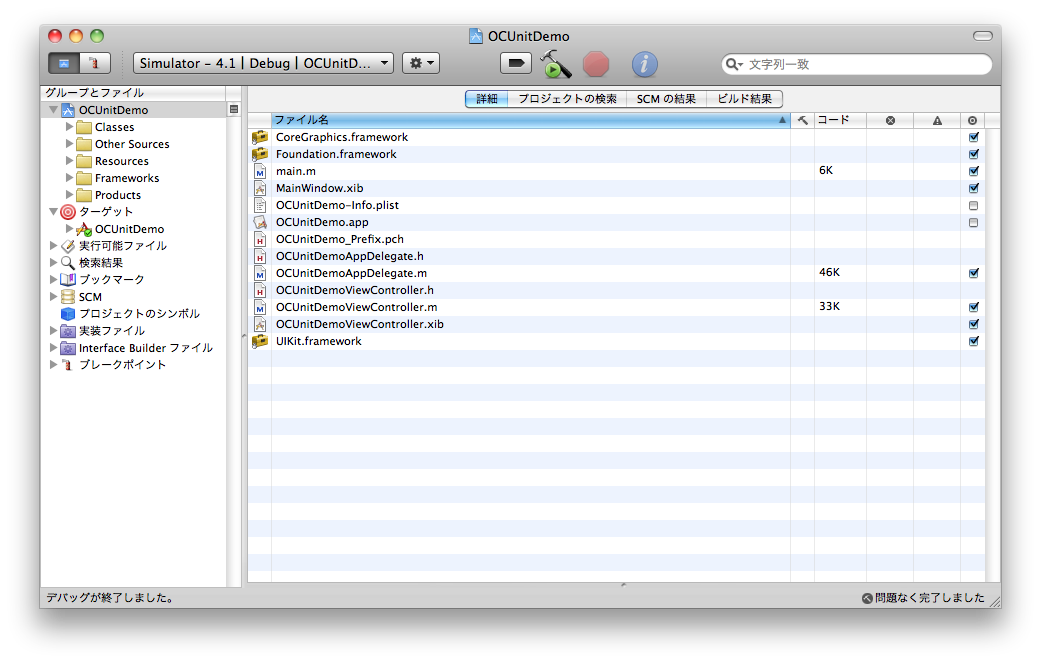 OCUnitDemo
Simulator - 4.1 | Debug | OCUnitD...
文字列一致
グループとファイル
OCUnitDemo
Classes
Other Sources
Resources
Frameworks
Products
ターゲット
OCUnitDemo
実行可能ファイル
検索結果
ブックマーク
SCM
プロジェクトのシンボル
実装ファイル
Interface Builder ファイル
ブレークポイント
詳細 プロジェクトの検索 SCM の結果 ビルド結果
ファイル名 コード
CoreGraphics.framework
Foundation.framework
main.m 6K
MainWindow.xib
OCUnitDemo-Info.plist
OCUnitDemo.app
OCUnitDemo_Prefix.pch
OCUnitDemoAppDelegate.h
OCUnitDemoAppDelegate.m 46K
OCUnitDemoViewController.h
OCUnitDemoViewController.m 33K
OCUnitDemoViewController.xib
UIKit.framework
デバッグが終了しました。
問題なく完了しました